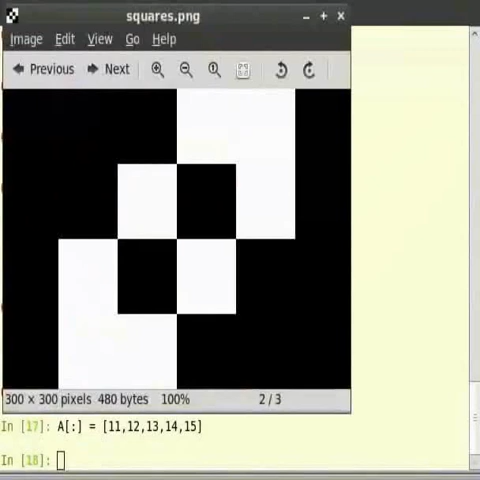 squares.png
Image Edit View Go Help
Previous Next
300 × 300 pixels 480 bytes 100% 2 / 3
In [17]: A[:] = [11,12,13,14,15]
In [18]: